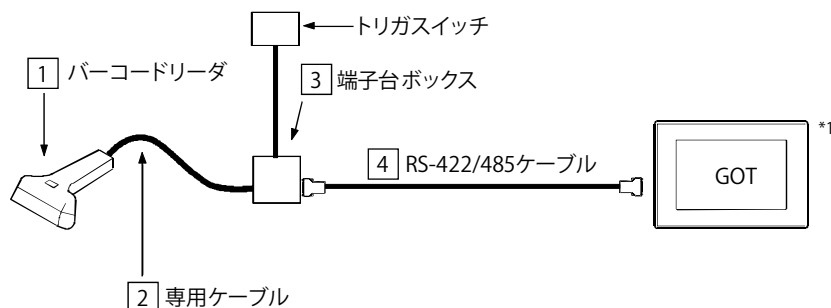 トリガスイッチ
1 バーコードリーダ
3 端子台ボックス
*1
4 RS-422/485ケーブル
GOT
2 専用ケーブル